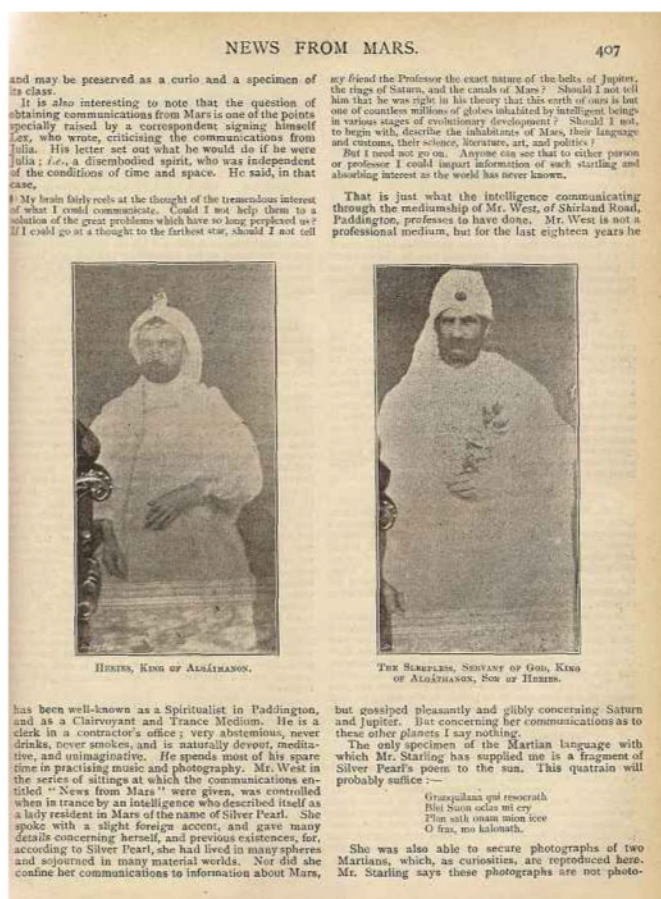 NEWS FROM MARS.
407
and may be preserved as a curio and a specimen of
its class.
It is also interesting to note that the question of
obtaining communications from Mars is one of the points
specially raised by a correspondent signing himself
Lex, who wrote, criticising the communications from
Julia. His letter set out what he would do if he were
Julia; i.e., a disembodied spirit, who was independent
of the conditions of time and space. He said, in that
case,
My brain fairly reels at the thought of the tremendous interest
of what I could communicate. Could I not help them to a
solution of the great problems which have so long perplexed us?
If I could go at a thought to the farthest star, should I not tell
my friend the Professor the exact nature of the belts of Jupiter,
the rings of Saturn, and the canals of Mars? Should I not tell
him that he was right in his theory that this earth of ours is but
one of countless millions of globes inhabited by intelligent beings
in various stages of evolutionary development? Should I not,
to begin with, describe the inhabitants of Mars, their language
and customs, their science, literature, art, and politics?
But I need not go on. Anyone can see that to either parson
or professor I could impart information of such startling and
absorbing interest as the world has never known.
That is just what the intelligence communicating
through the mediumship of Mr. West, of Shirland Road,
Paddington, professes to have done. Mr. West is not a
professional medium, but for the last eighteen years he
HERIES, KING OF ALGÁTHANON.
THE SLEEPLESS, SERVANT OF GOD, KING
OF ALGÁTHANON, SON OF HERIES.
has been well-known as a Spiritualist in Paddington,
and as a Clairvoyant and Trance Medium. He is a
clerk in a contractor's office; very abstemious, never
drinks, never smokes, and is naturally devout, medita-
tive, and unimaginative. He spends most of his spare
time in practising music and photography. Mr. West in
the series of sittings at which the communications en-
titled "News from Mars" were given, was controlled
when in trance by an intelligence who described itself as
a lady resident in Mars of the name of Silver Pearl. She
spoke with a slight foreign accent, and gave many
details concerning herself, and previous existences, for,
according to Silver Pearl, she had lived in many spheres
and sojourned in many material worlds. Nor did she
confine her communications to information about Mars,
but gossiped pleasantly and glibly concerning Saturn
and Jupiter. But concerning her communications as to
these other planets I say nothing.
The only specimen of the Martian language with
which Mr. Starling has supplied me is a fragment of
Silver Pearl's poem to the sun. This quatrain will
probably suffice:—
qui resocrath
Blei Suon oclas mi cry
Plon sath onam mion icee
O fras, mo kalonath.
She was also able to secure photographs of two
Martians, which, as curiosities, are reproduced here.
Mr. Starling says these photographs are not photo-